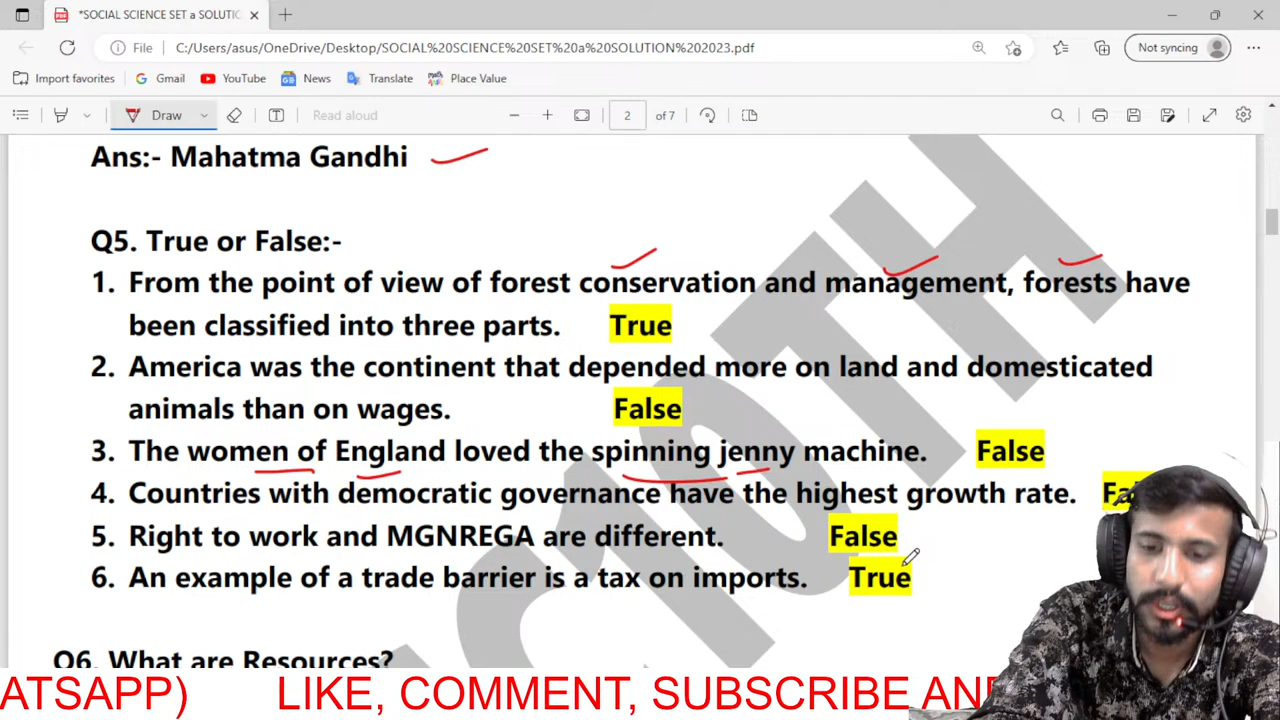 *SOCIAL SCIENCE SET a SOLUTIO
File C:/Users/asus/OneDrive/Desktop/SOCIAL%20SCIENCE%20SET%20a%20SOLUTION%202023.pdf Not syncing
Import favorites Gmail YouTube News Translate Place Value
Draw Read aloud 2 of 7
Ans:- Mahatma Gandhi
Q5. True or False:-
1. From the point of view of forest conservation and management, forests have
been classified into three parts. True
2. America was the continent that depended more on land and domesticated
animals than on wages. False
3. The women of England loved the spinning jenny machine. False
4. Countries with democratic governance have the highest growth rate.
5. Right to work and MGNREGA are different. False
6. An example of a trade barrier is a tax on imports. True
Q6. What are Resources?
ATSAPP) LIKE, COMMENT, SUBSCRIBE AN
10TH